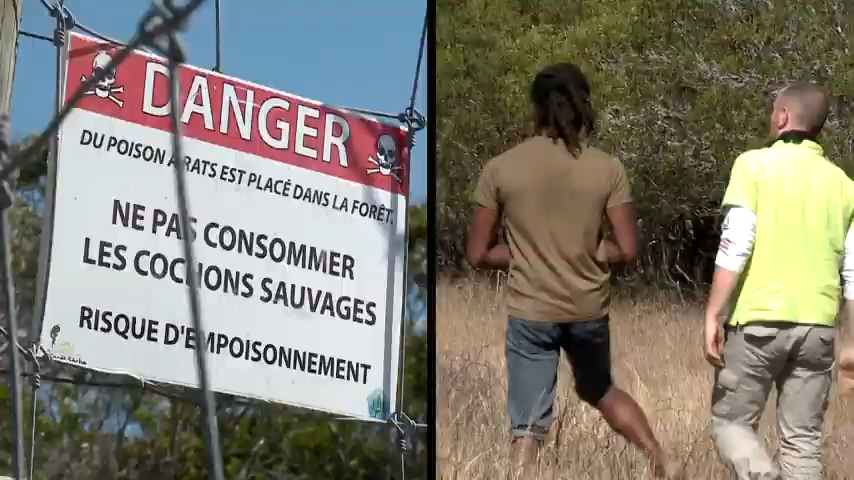 DANGER
DU POISON A RATS EST PLACÉ DANS LA FORÊT.
NE PAS CONSOMMER
LES COCHONS SAUVAGES
RISQUE D'EMPOISONNEMENT